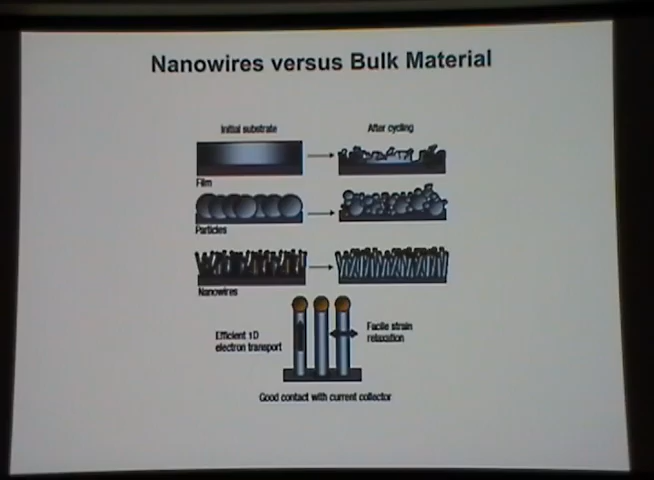 Nanowires versus Bulk Material
Initial substrate
After cycling
Film
Particles
Nanowires
Efficient 1D
electron transport
Facile strain
relaxation
Good contact with current collector